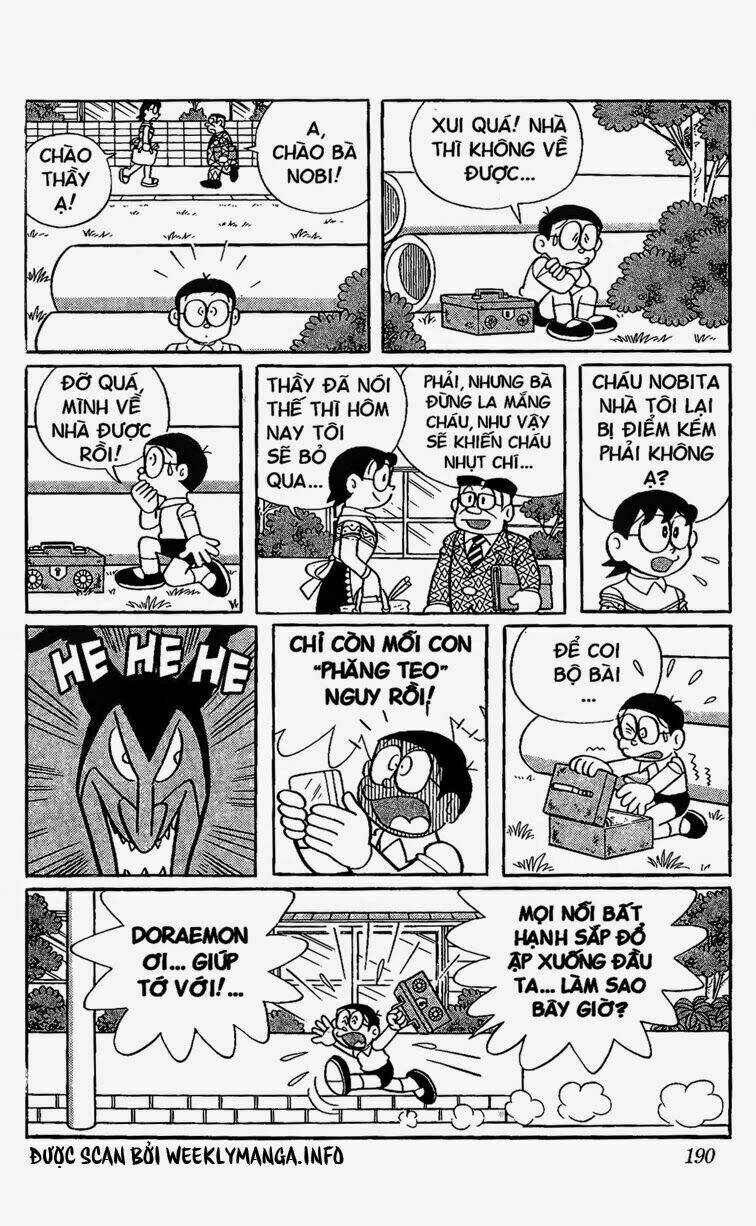 XUI QUÁ! NHÀ
THÌ KHÔNG VỀ
ĐƯỢC...
A,
CHÀO BÀ
NOBI!
CHÀO
THẦY
Ạ!
CHÁU NOBITA
NHÀ TÔI LẠI
BỊ ĐIỂM KÉM
PHẢI KHÔNG
Ạ?
PHẢI, NHƯNG BÀ
ĐỪNG LA MẮNG
CHÁU, NHƯ VẬY
SẼ KHIẾN CHÁU
NHỤT CHÍ...
THẦY ĐÃ NÓI
THẾ THÌ HÔM
NAY TÔI
SẼ BỎ
QUA...
ĐỠ QUÁ,
MÌNH VỀ
NHÀ ĐƯỢC
RỒI!
ĐỂ COI
BỘ BÀI
...
CHỈ CÒN MỖI CON
“PHĂNG TEO”
NGUY RỒI!
HE HE HE
MỌI NỖI BẤT
HẠNH SẮP ĐỔ
ẬP XUỐNG ĐẦU
TA... LÀM SAO
BÂY GIỜ?
DORAEMON
ƠI... GIÚP
TỚ VỚI!...
ĐƯỢC SCAN BỞI WEEKLYMANGA.INFO
190